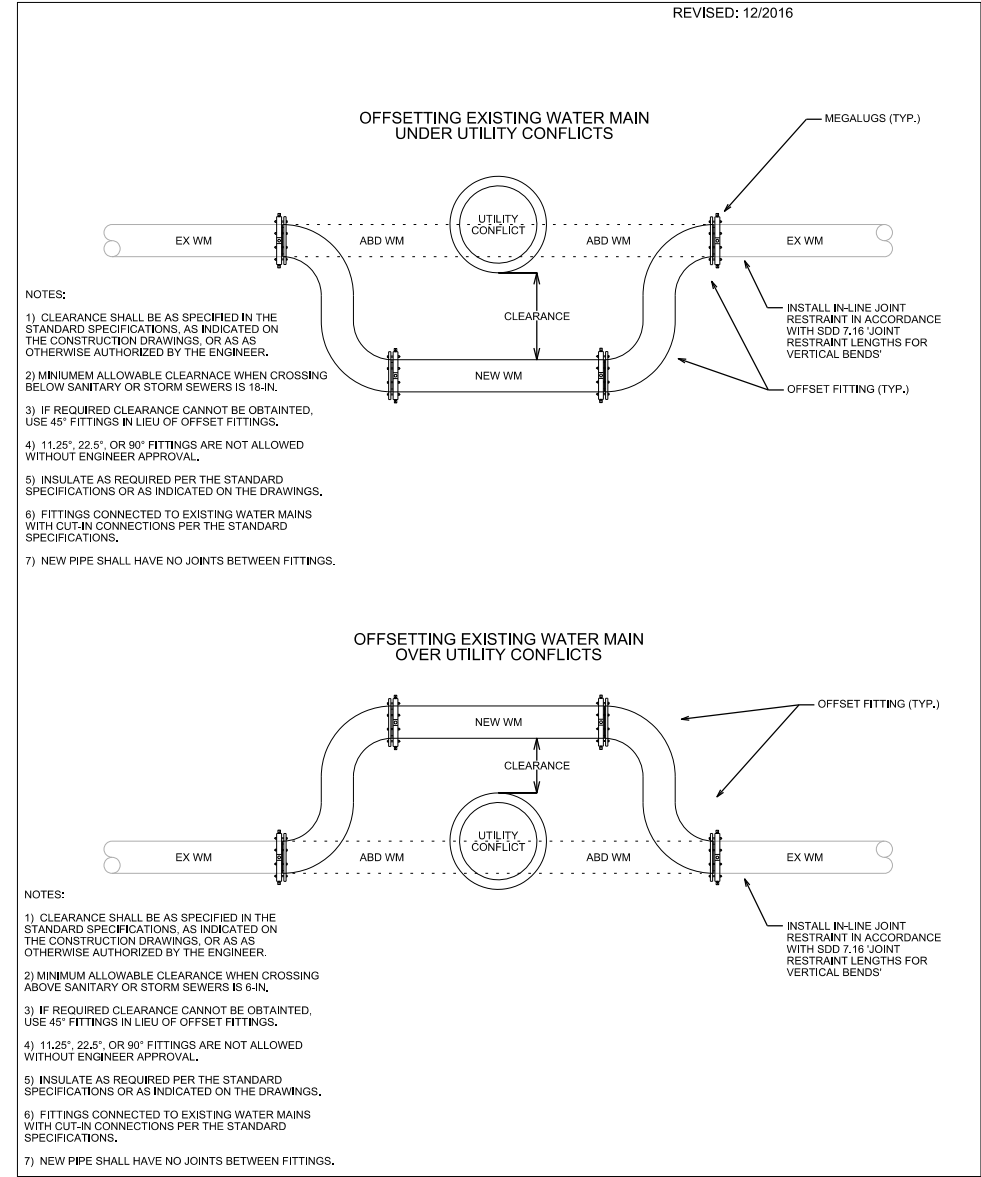 REVISED: 12/2016
OFFSETTING EXISTING WATER MAIN
UNDER UTILITY CONFLICTS
MEGALUGS (TYP.)
UTILITY
CONFLICT
EX WM
ABD WM
ABD WM
EX WM
CLEARANCE
NEW WM
INSTALL IN-LINE JOINT
RESTRAINT IN ACCORDANCE
WITH SDD 7.16 'JOINT
RESTRAINT LENGTHS FOR
VERTICAL BENDS'
OFFSET FITTING (TYP.)
NOTES:
1) CLEARANCE SHALL BE AS SPECIFIED IN THE
STANDARD SPECIFICATIONS, AS INDICATED ON
THE CONSTRUCTION DRAWINGS, OR AS AS
OTHERWISE AUTHORIZED BY THE ENGINEER.
2) MINIUMEM ALLOWABLE CLEARNACE WHEN CROSSING
BELOW SANITARY OR STORM SEWERS IS 18-IN.
3) IF REQUIRED CLEARANCE CANNOT BE OBTAINTED,
USE 45° FITTINGS IN LIEU OF OFFSET FITTINGS.
4) 11.25°, 22.5°, OR 90° FITTINGS ARE NOT ALLOWED
WITHOUT ENGINEER APPROVAL.
5) INSULATE AS REQUIRED PER THE STANDARD
SPECIFICATIONS OR AS INDICATED ON THE DRAWINGS.
6) FITTINGS CONNECTED TO EXISTING WATER MAINS
WITH CUT-IN CONNECTIONS PER THE STANDARD
SPECIFICATIONS.
7) NEW PIPE SHALL HAVE NO JOINTS BETWEEN FITTINGS.
OFFSETTING EXISTING WATER MAIN
OVER UTILITY CONFLICTS
OFFSET FITTING (TYP.)
NEW WM
CLEARANCE
UTILITY
CONFLICT
EX WM
ABD WM
ABD WM
EX WM
INSTALL IN-LINE JOINT
RESTRAINT IN ACCORDANCE
WITH SDD 7.16 'JOINT
RESTRAINT LENGTHS FOR
VERTICAL BENDS'
NOTES:
1) CLEARANCE SHALL BE AS SPECIFIED IN THE
STANDARD SPECIFICATIONS, AS INDICATED ON
THE CONSTRUCTION DRAWINGS, OR AS AS
OTHERWISE AUTHORIZED BY THE ENGINEER.
2) MINIMUM ALLOWABLE CLEARANCE WHEN CROSSING
ABOVE SANITARY OR STORM SEWERS IS 6-IN.
3) IF REQUIRED CLEARANCE CANNOT BE OBTAINTED,
USE 45° FITTINGS IN LIEU OF OFFSET FITTINGS.
4) 11.25°, 22.5°, OR 90° FITTINGS ARE NOT ALLOWED
WITHOUT ENGINEER APPROVAL.
5) INSULATE AS REQUIRED PER THE STANDARD
SPECIFICATIONS OR AS INDICATED ON THE DRAWINGS.
6) FITTINGS CONNECTED TO EXISTING WATER MAINS
WITH CUT-IN CONNECTIONS PER THE STANDARD
SPECIFICATIONS.
7) NEW PIPE SHALL HAVE NO JOINTS BETWEEN FITTINGS.